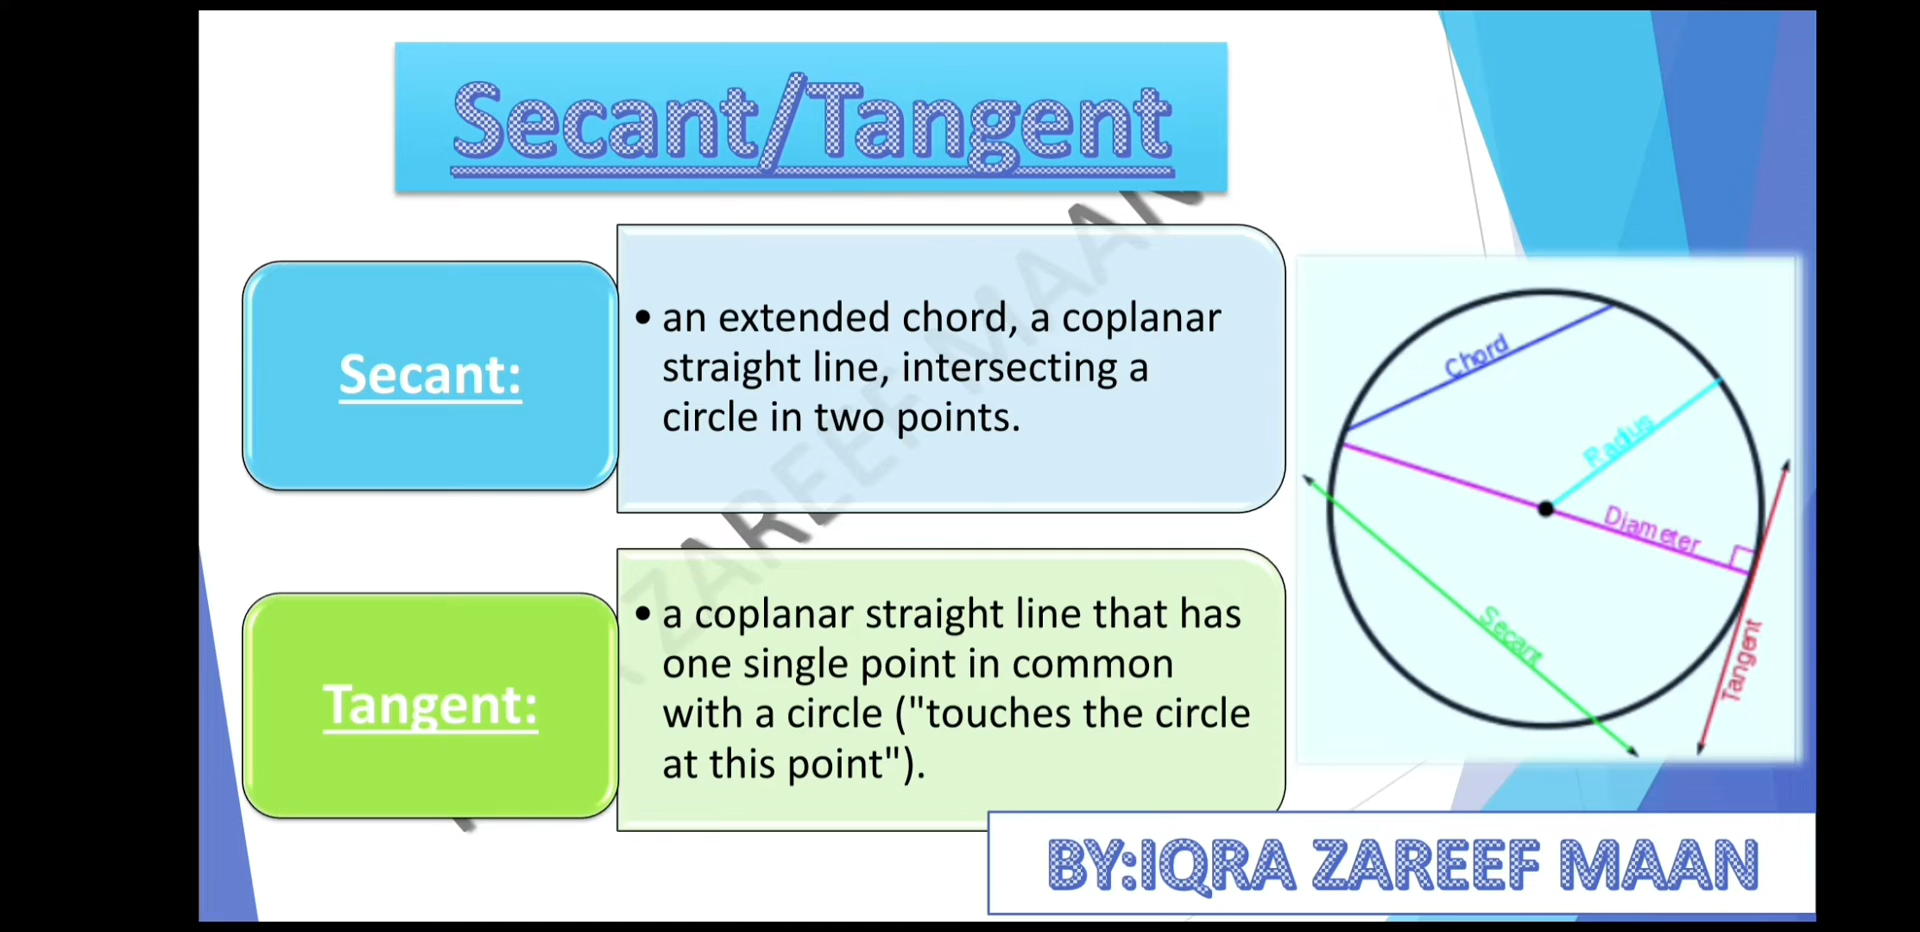 Secant/Tangent
Secant:
• an extended chord, a coplanar
straight line, intersecting a
circle in two points.
Tangent:
• a coplanar straight line that has
one single point in common
with a circle ("touches the circle
at this point").
Chord
Radius
Diameter
Secant
Tangent
ZAREEF MAAN
BY:IQRA ZAREEF MAAN